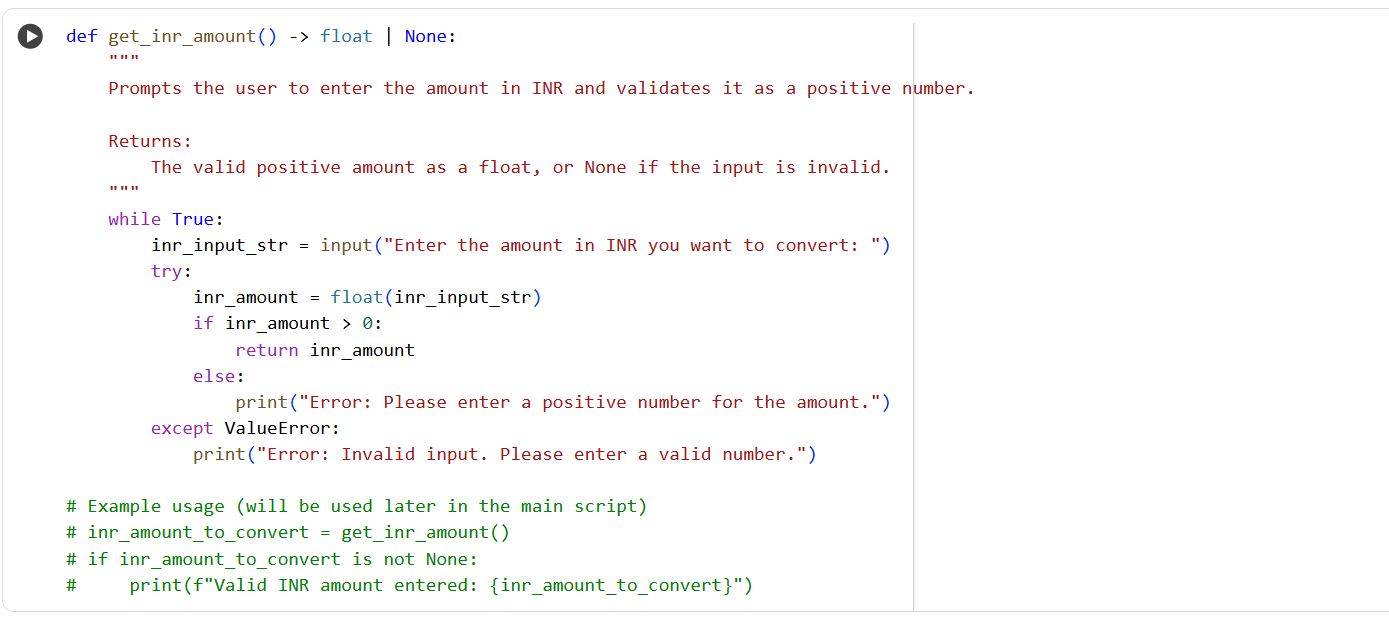 def get_inr_amount() -> float | None:
    """
    Prompts the user to enter the amount in INR and validates it as a positive number.

    Returns:
        The valid positive amount as a float, or None if the input is invalid.
    """
    while True:
        inr_input_str = input("Enter the amount in INR you want to convert: ")
        try:
            inr_amount = float(inr_input_str)
            if inr_amount > 0:
                return inr_amount
            else:
                print("Error: Please enter a positive number for the amount.")
        except ValueError:
            print("Error: Invalid input. Please enter a valid number.")

# Example usage (will be used later in the main script)
# inr_amount_to_convert = get_inr_amount()
# if inr_amount_to_convert is not None:
#     print(f"Valid INR amount entered: {inr_amount_to_convert}")